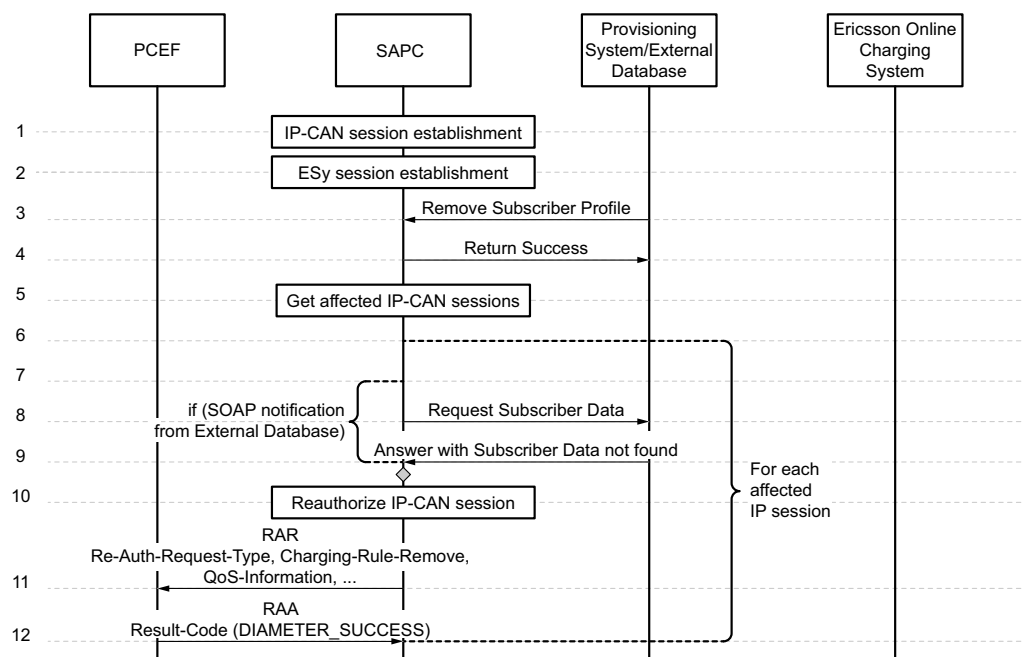 PCEF
SAPC
Provisioning
System/External
Database
Ericsson Online
Charging
System
1
IP-CAN session establishment
2
ESy session establishment
3
Remove Subscriber Profile
4
Return Success
5
Get affected IP-CAN sessions
6
7
if (SOAP notification
from External Database)
8
Request Subscriber Data
9
Answer with Subscriber Data not found
For each
affected
IP session
10
Reauthorize IP-CAN session
RAR
Re-Auth-Request-Type, Charging-Rule-Remove,
QoS-Information, ...
11
RAA
Result-Code (DIAMETER_SUCCESS)
12